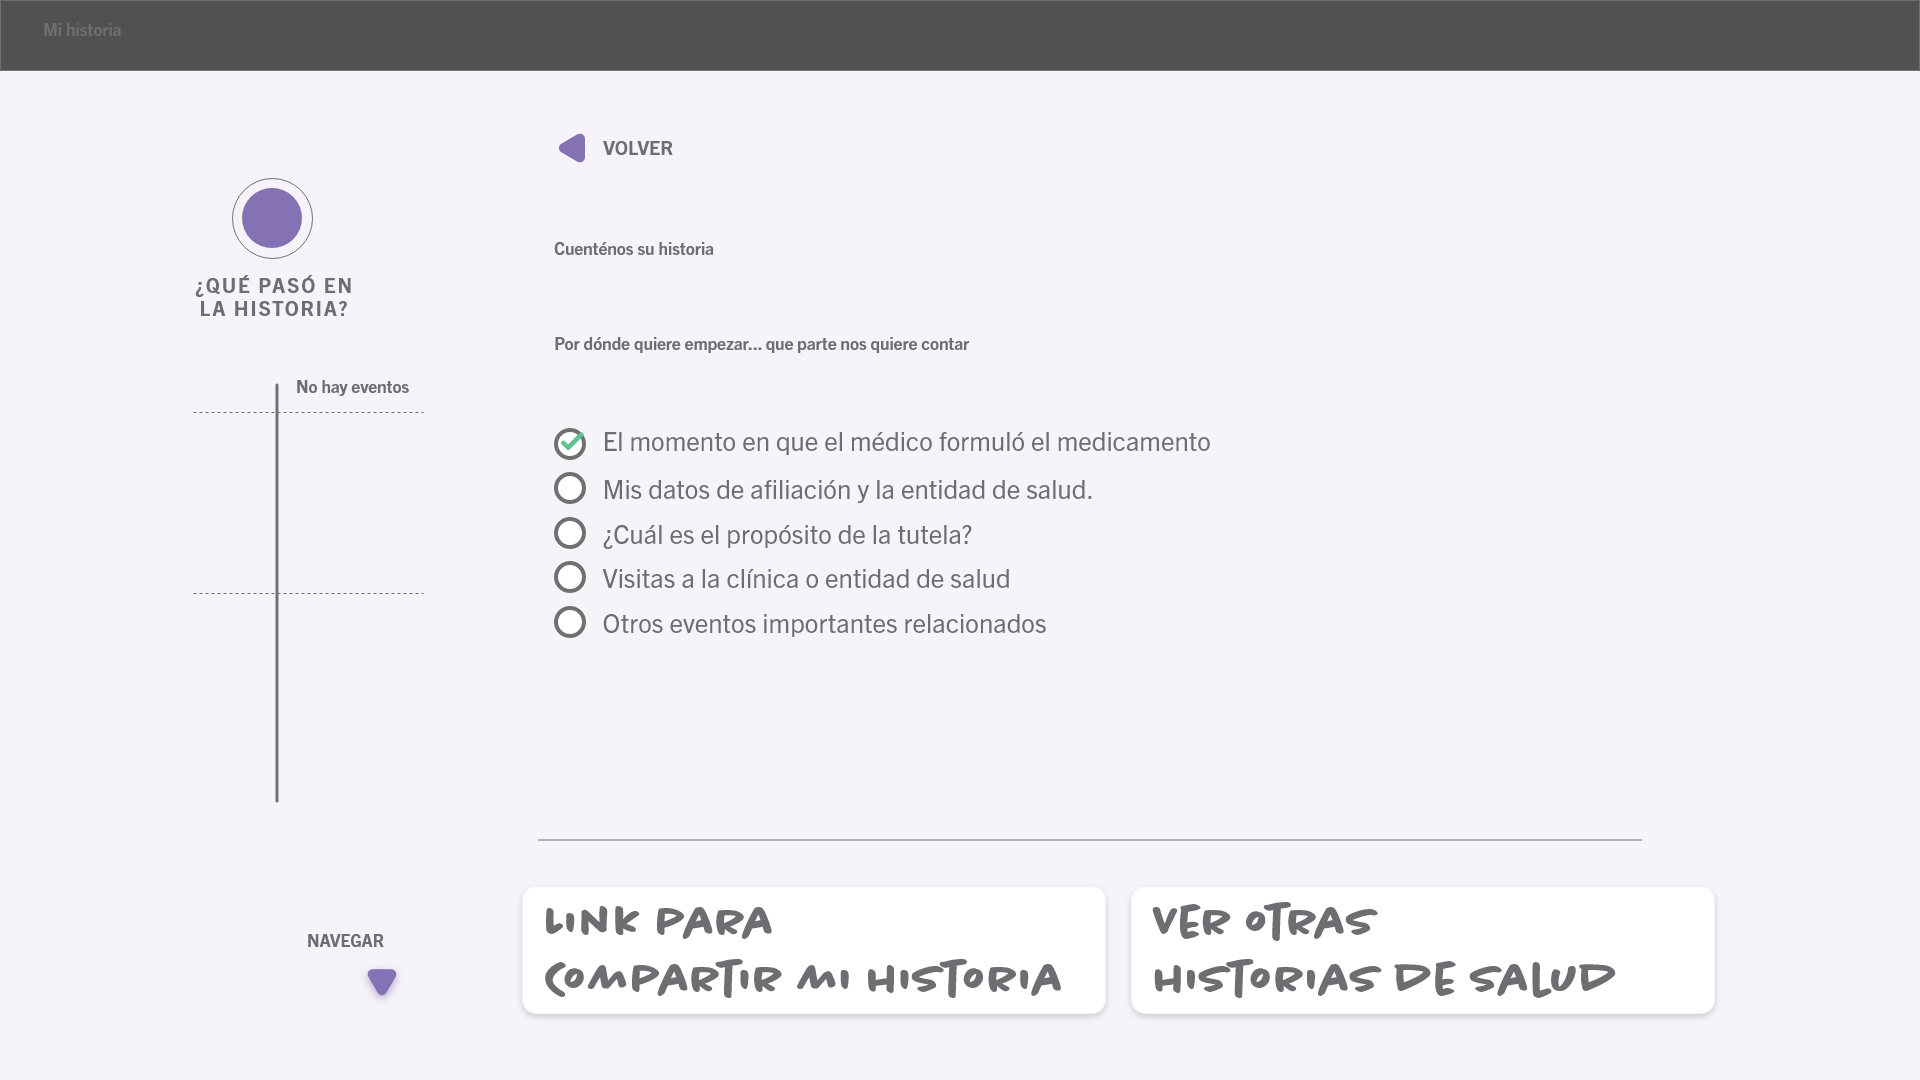 Mi historia
VOLVER
¿QUÉ PASÓ EN
LA HISTORIA?
Cuenténos su historia
Por dónde quiere empezar... que parte nos quiere contar
No hay eventos
El momento en que el médico formuló el medicamento
Mis datos de afiliación y la entidad de salud.
¿Cuál es el propósito de la tutela?
Visitas a la clínica o entidad de salud
Otros eventos importantes relacionados
NAVEGAR
LINK PARA
COMPARTIR MI HISTORIA
VER OTRAS
HISTORIAS DE SALUD